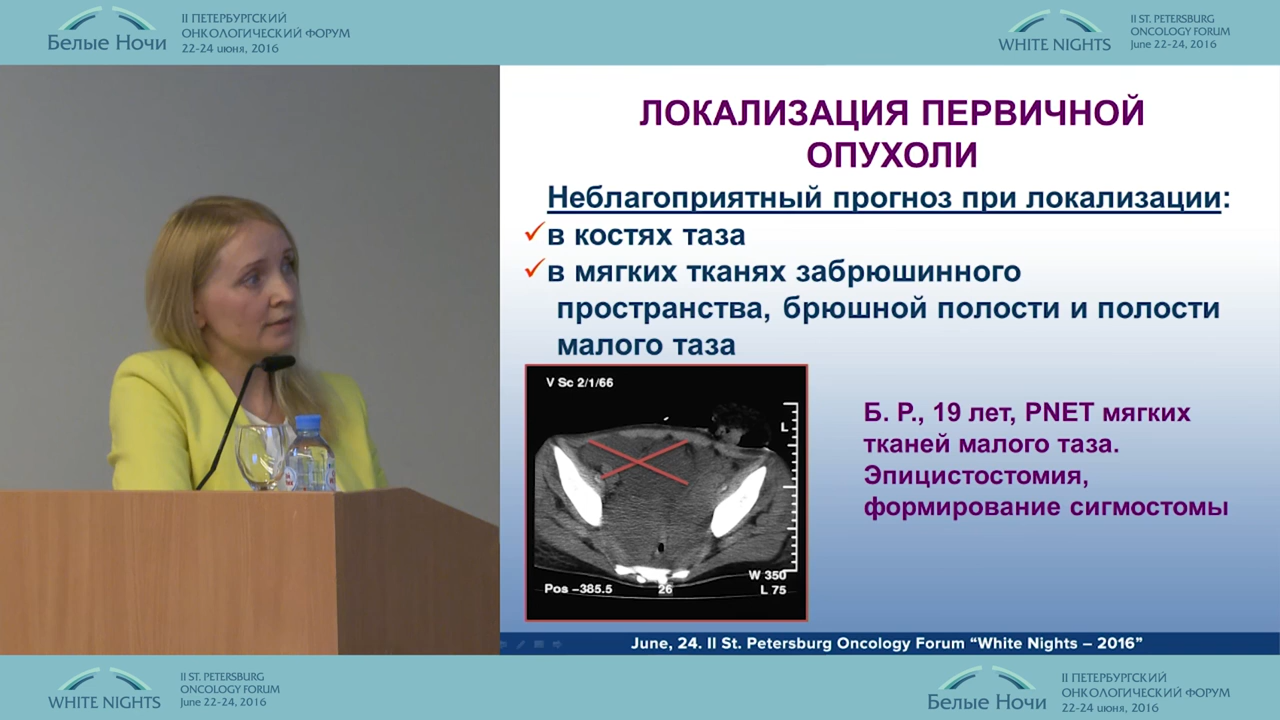 II ПЕТЕРБУРГСКИЙ
ОНКОЛОГИЧЕСКИЙ ФОРУМ
Белые Ночи
22-24 июня, 2016
II ST. PETERSBURG
ONCOLOGY FORUM
WHITE NIGHTS
June 22-24, 2016
ЛОКАЛИЗАЦИЯ ПЕРВИЧНОЙ
ОПУХОЛИ
Неблагоприятный прогноз при локализации:
в костях таза
в мягких тканях забрюшинного
пространства, брюшной полости и полости
малого таза
V Sc 2/1/66
L
W 350
Pos -385.5
26
L 75
Б. Р., 19 лет, PNET мягких
тканей малого таза.
Эпицистостомия,
формирование сигмостомы
June, 24. II St. Petersburg Oncology Forum “White Nights – 2016”
II ST. PETERSBURG
ONCOLOGY FORUM
WHITE NIGHTS
June 22-24, 2016
II ПЕТЕРБУРГСКИЙ
ОНКОЛОГИЧЕСКИЙ ФОРУМ
Белые Ночи
22-24 июня, 2016